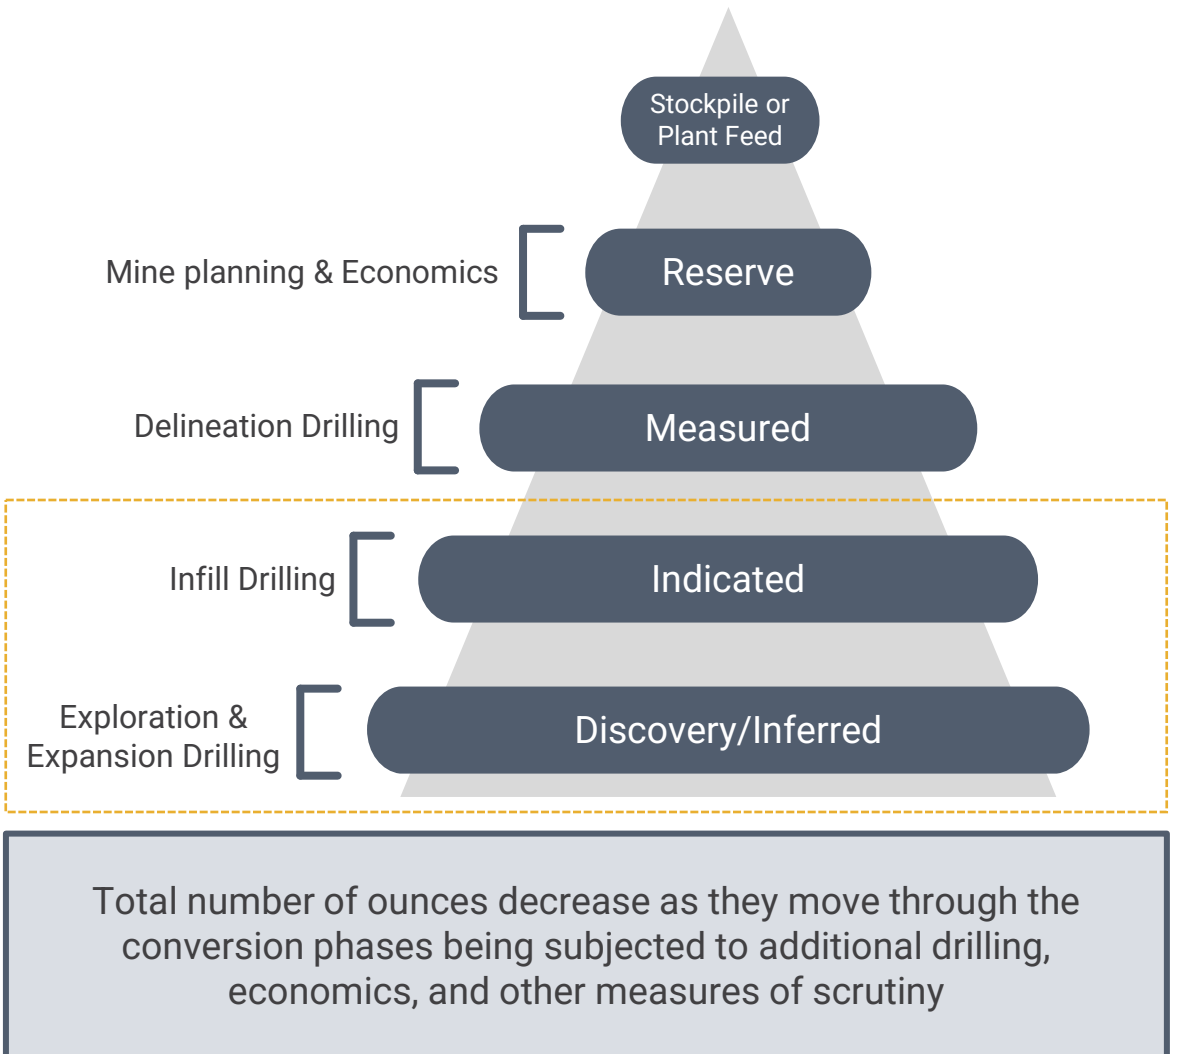 Stockpile or
Plant Feed
Mine planning & Economics
Reserve
Delineation Drilling
Measured
Infill Drilling
Indicated
Exploration &
Expansion Drilling
Discovery/Inferred
Total number of ounces decrease as they move through the
conversion phases being subjected to additional drilling,
economics, and other measures of scrutiny